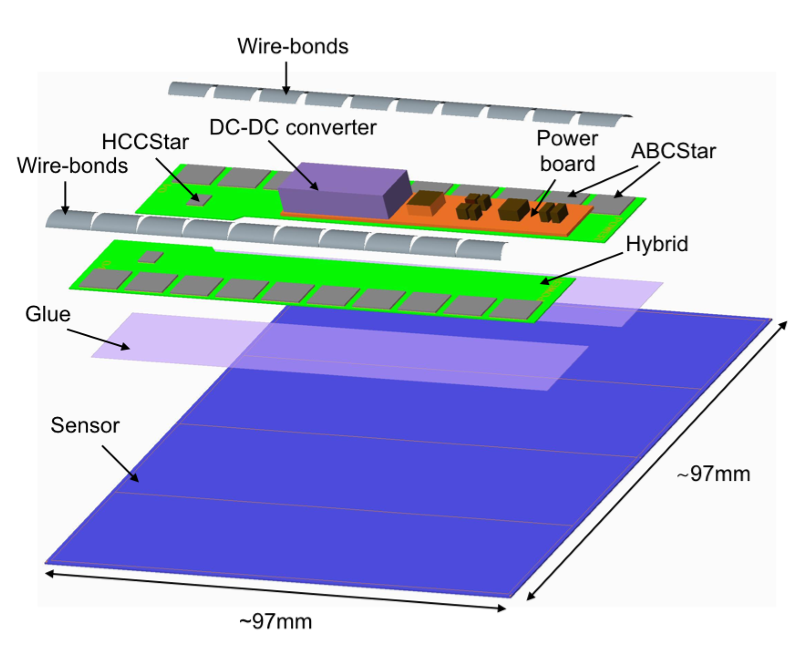 Wire-bonds
DC-DC converter
HCCStar
Power
board
ABCStar
Wire-bonds
Hybrid
Glue
Sensor
~97mm
~97mm